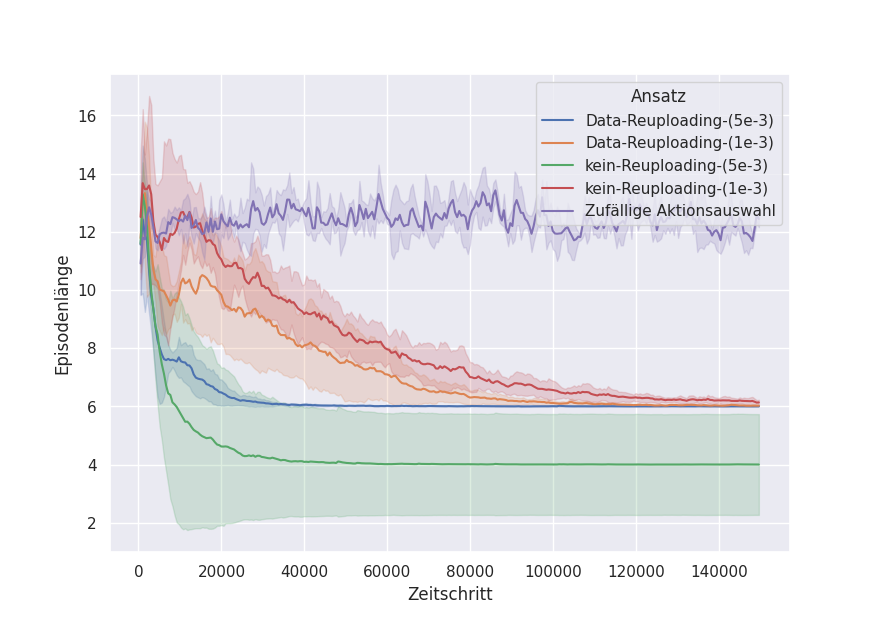 Ansatz
Data-Reuploading-(5e-3)
Data-Reuploading-(1e-3)
kein-Reuploading-(5e-3)
kein-Reuploading-(1e-3)
Zufällige Aktionsauswahl
16
14
12
10
8
6
4
2
Episodenlänge
0 20000 40000 60000 80000 100000 120000 140000
Zeitschritt